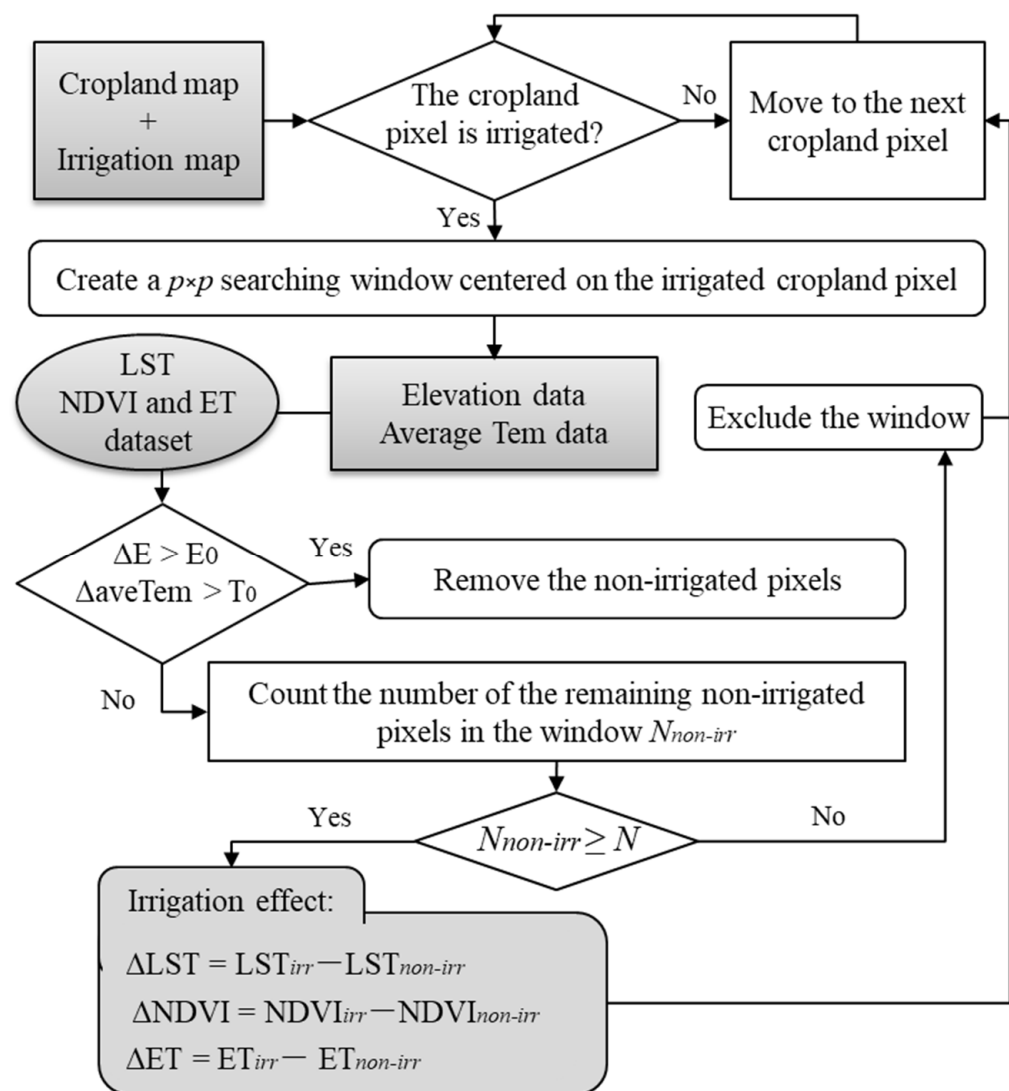 Cropland map
+
Irrigation map
The cropland
pixel is irrigated?
No
Move to the next
cropland pixel
Yes
Create a p×p searching window centered on the irrigated cropland pixel
LST
NDVI and ET
dataset
Elevation data
Average Tem data
Exclude the window
ΔE > E0
ΔaveTem > T0
Yes
Remove the non-irrigated pixels
No
Count the number of the remaining non-irrigated
pixels in the window Nnon-irr
Yes
Nnon-irr ≥ N
No
Irrigation effect:
ΔLST = LSTirr－LSTnon-irr
ΔNDVI = NDVIirr－NDVInon-irr
ΔET = ETirr－ ETnon-irr